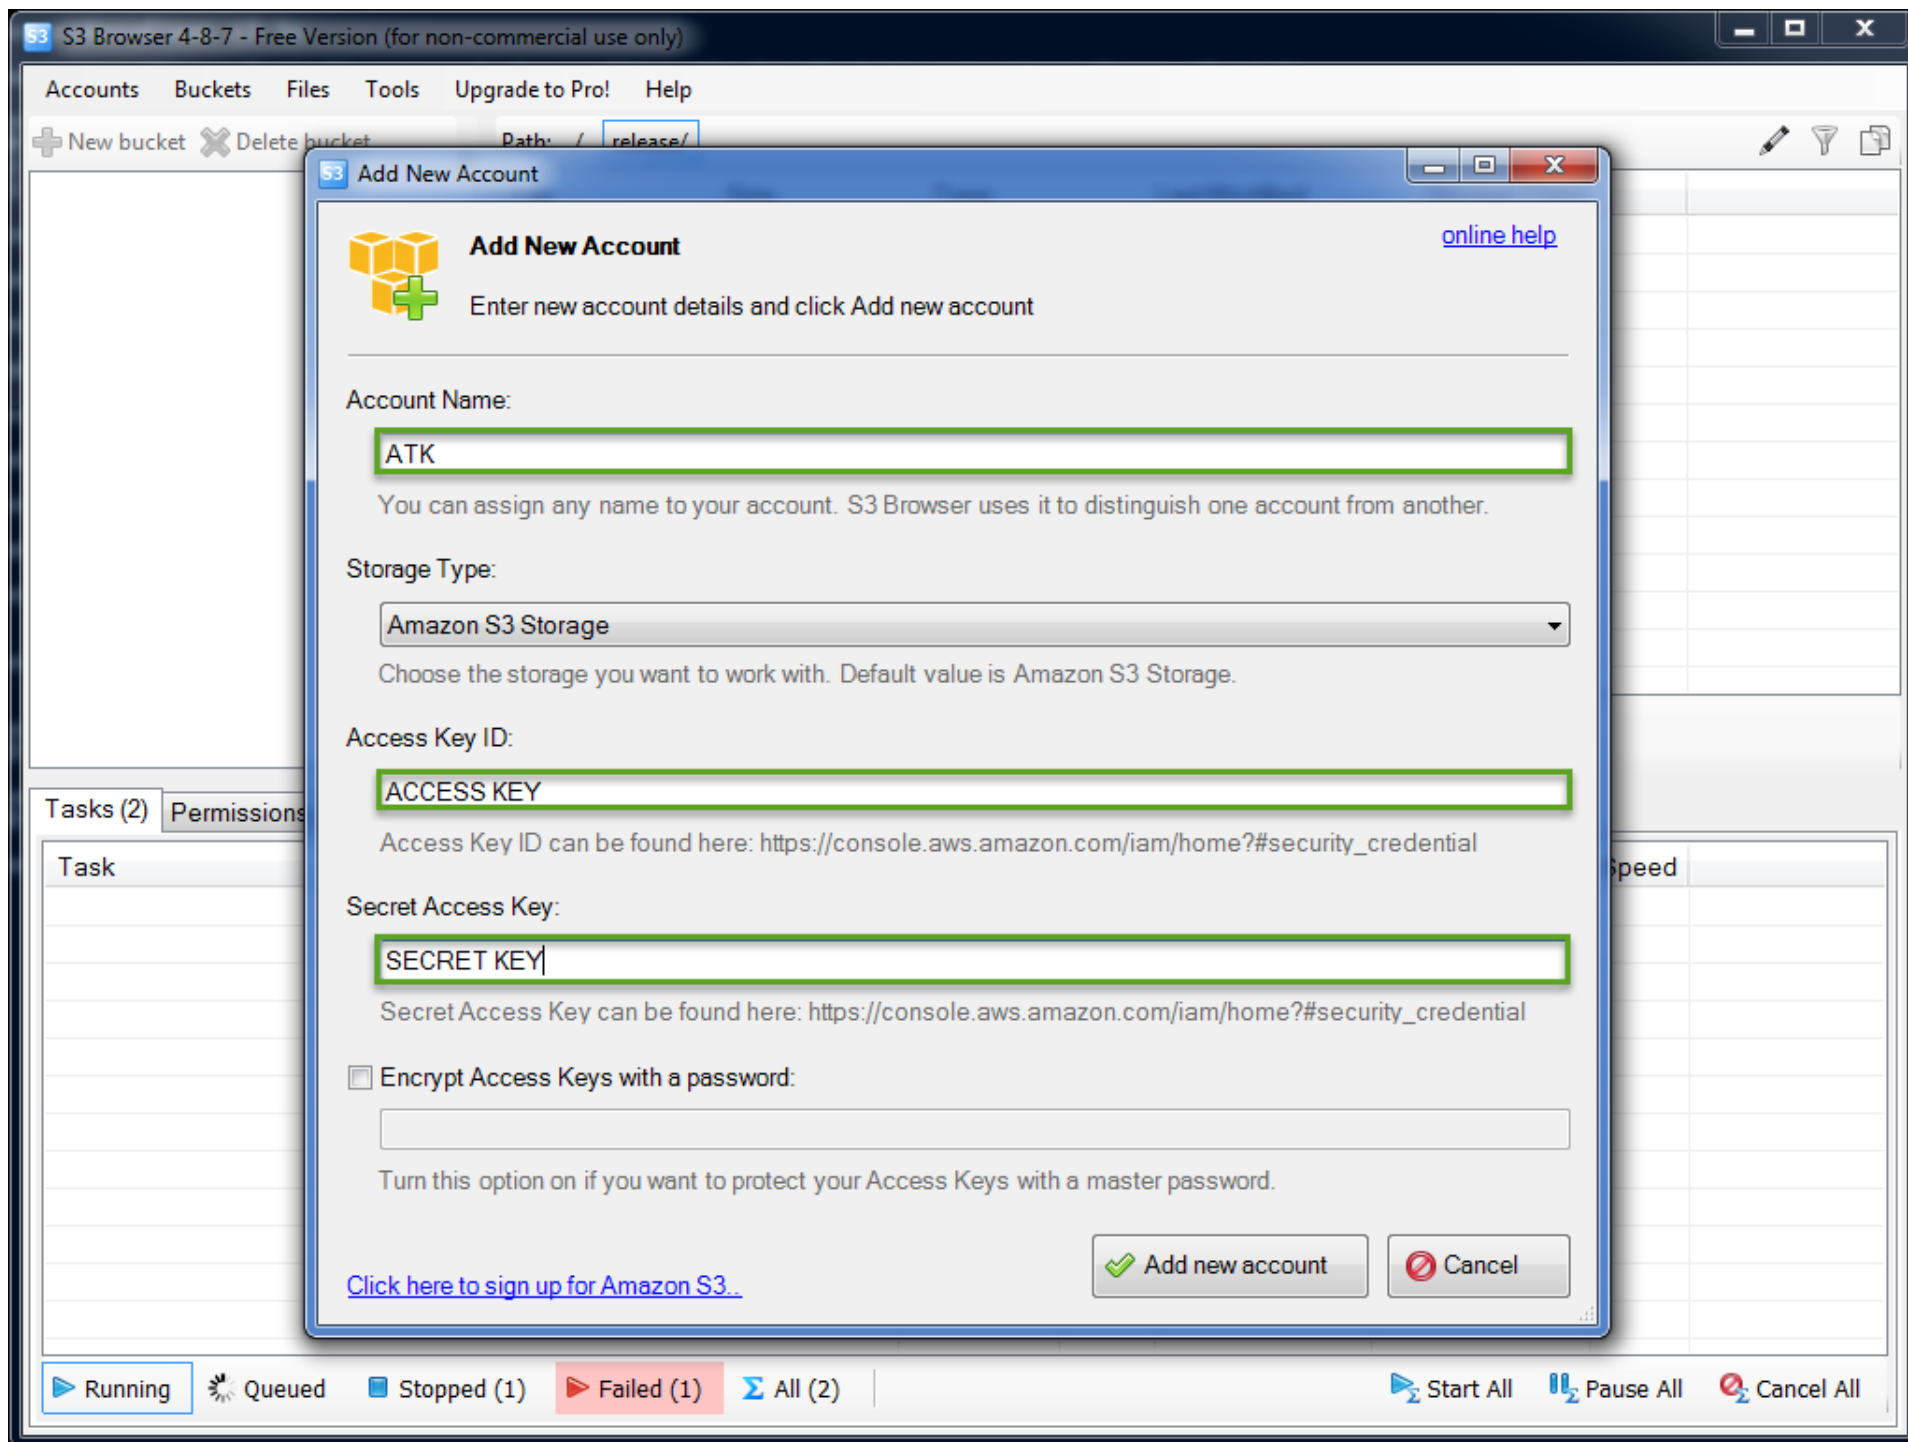 S3 Browser 4-8-7 - Free Version (for non-commercial use only)
Accounts Buckets Files Tools Upgrade to Pro! Help
New bucket Delete bucket Path: / release/
S3 Add New Account
Add New Account
online help
Enter new account details and click Add new account
Account Name:
ATK
You can assign any name to your account. S3 Browser uses it to distinguish one account from another.
Storage Type:
Amazon S3 Storage
Choose the storage you want to work with. Default value is Amazon S3 Storage.
Access Key ID:
ACCESS KEY
Access Key ID can be found here: https://console.aws.amazon.com/iam/home?#security_credential
Secret Access Key:
SECRET KEY
Secret Access Key can be found here: https://console.aws.amazon.com/iam/home?#security_credential
Encrypt Access Keys with a password:
Turn this option on if you want to protect your Access Keys with a master password.
Add new account Cancel
Click here to sign up for Amazon S3..
Tasks (2) Permissions
Task Speed
Running Queued Stopped (1) Failed (1) All (2) Start All Pause All Cancel All